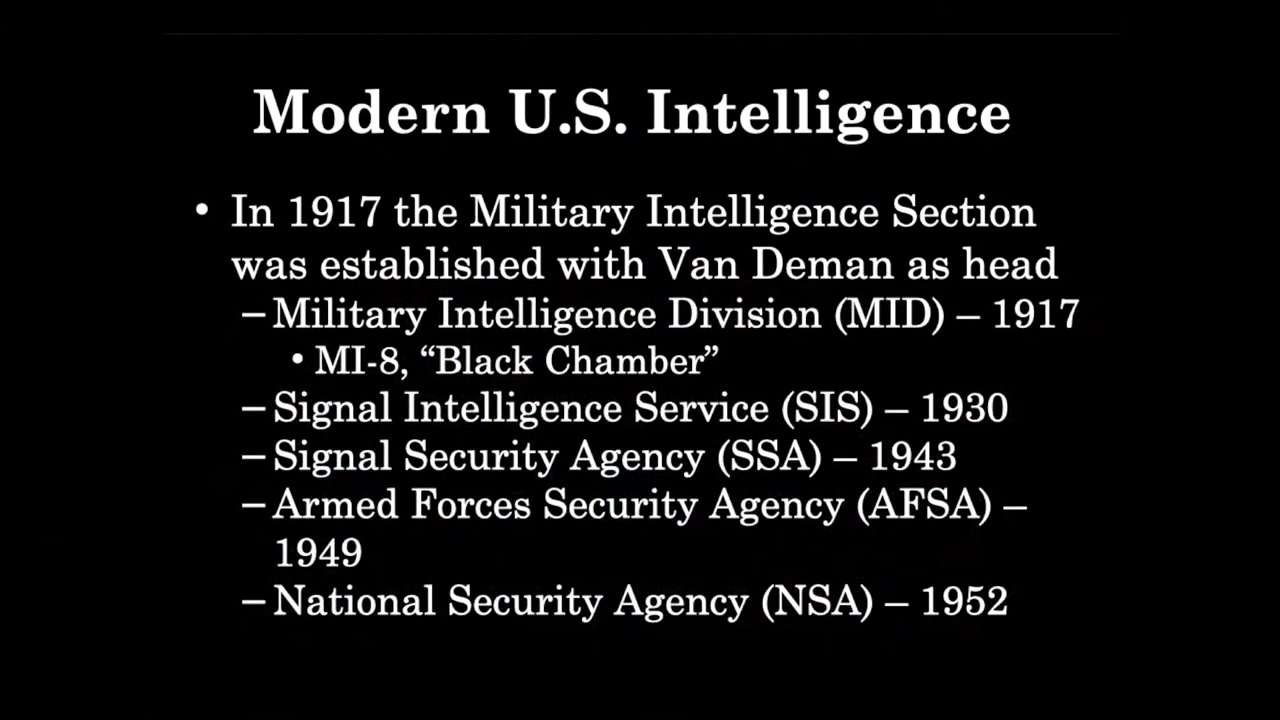 Modern U.S. Intelligence
• In 1917 the Military Intelligence Section
was established with Van Deman as head
–Military Intelligence Division (MID) – 1917
• MI-8, “Black Chamber”
–Signal Intelligence Service (SIS) – 1930
–Signal Security Agency (SSA) – 1943
–Armed Forces Security Agency (AFSA) –
1949
–National Security Agency (NSA) – 1952